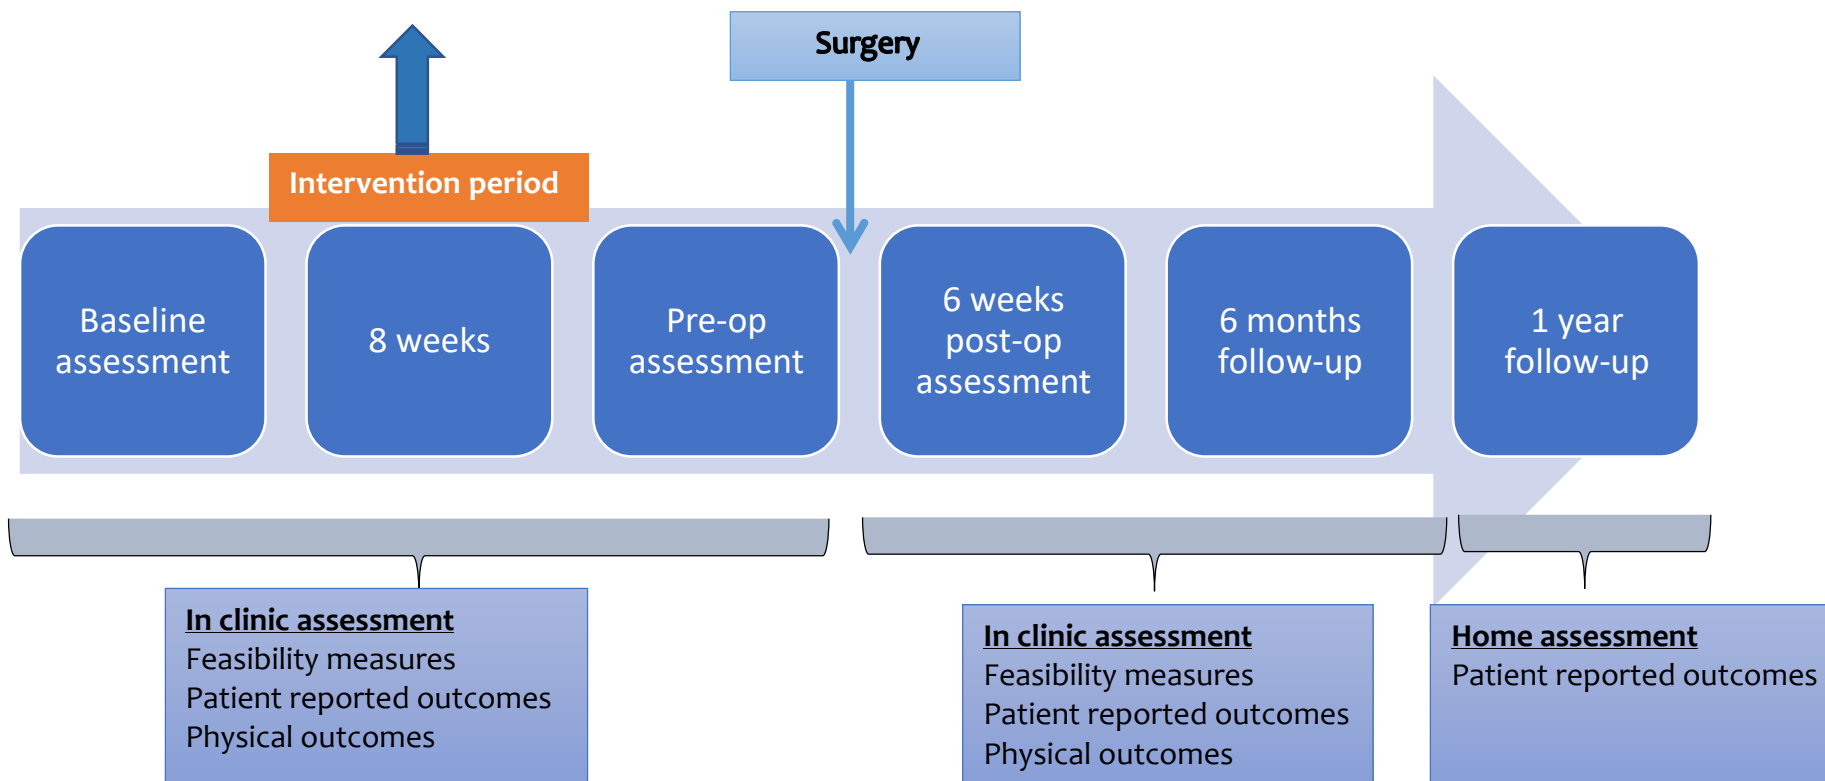 Surgery
Intervention period
Baseline
assessment
8 weeks
Pre-op
assessment
6 weeks
post-op
assessment
6 months
follow-up
1 year
follow-up
In clinic assessment
Feasibility measures
Patient reported outcomes
Physical outcomes
In clinic assessment
Feasibility measures
Patient reported outcomes
Physical outcomes
Home assessment
Patient reported outcomes